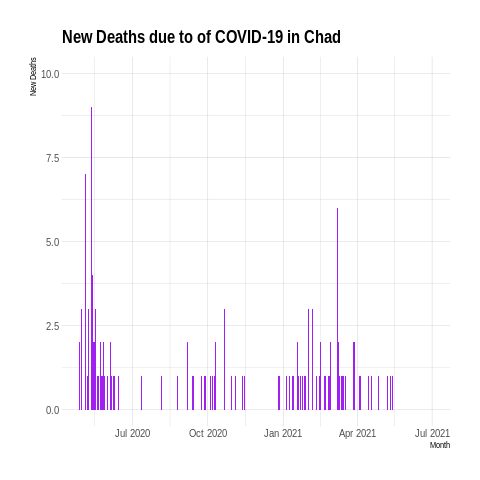 New Deaths due to of COVID-19 in Chad
New Deaths
10.0
7.5
5.0
2.5
0.0
Jul 2020 Oct 2020 Jan 2021 Apr 2021 Jul 2021
Month